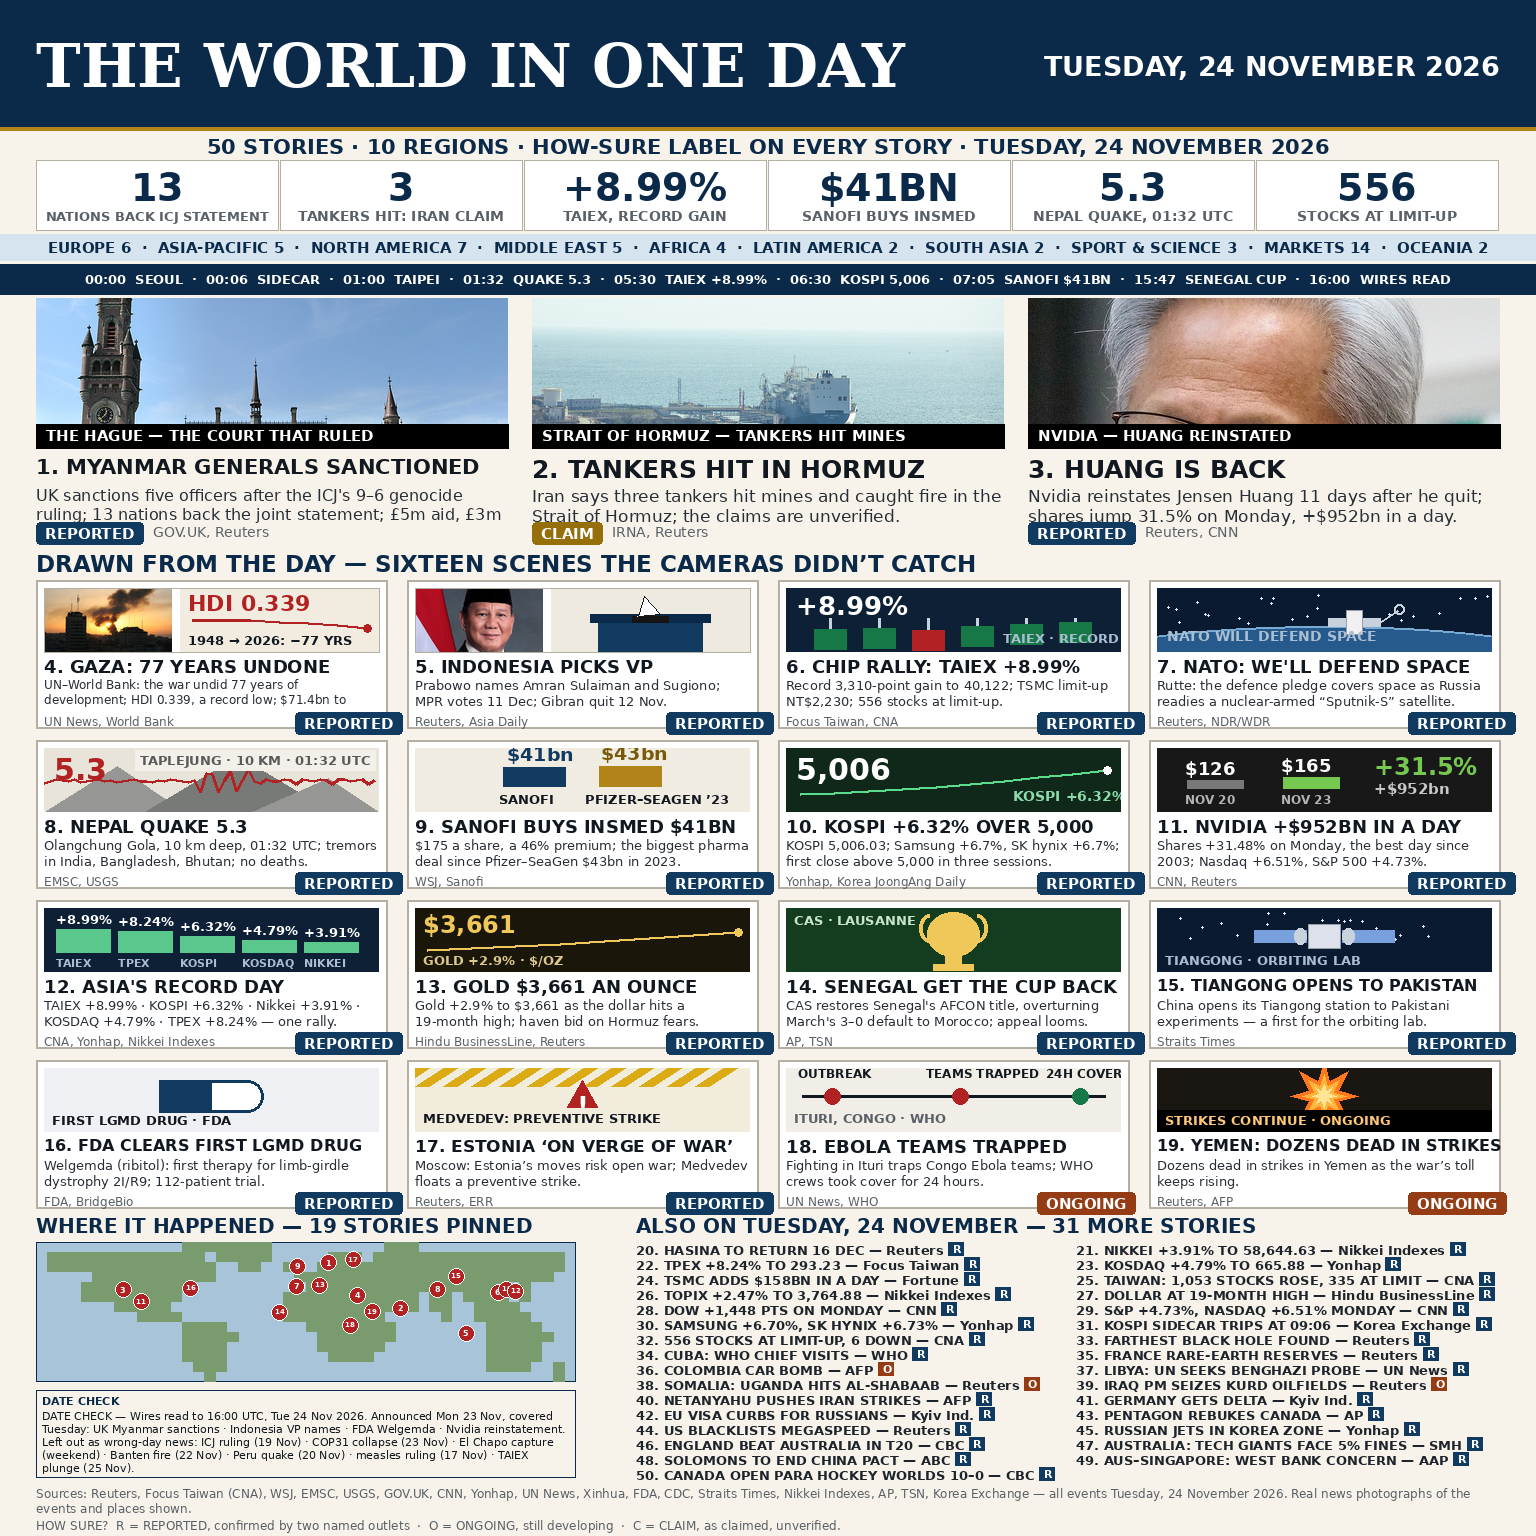 THE WORLD IN ONE DAY
TUESDAY, 24 NOVEMBER 2026
50 STORIES · 10 REGIONS · HOW-SURE LABEL ON EVERY STORY · TUESDAY, 24 NOVEMBER 2026
13
NATIONS BACK ICJ STATEMENT
3
TANKERS HIT: IRAN CLAIM
+8.99%
TAIEX, RECORD GAIN
$41BN
SANOFI BUYS INSMED
5.3
NEPAL QUAKE, 01:32 UTC
556
STOCKS AT LIMIT-UP
EUROPE 6 · ASIA-PACIFIC 5 · NORTH AMERICA 7 · MIDDLE EAST 5 · AFRICA 4 · LATIN AMERICA 2 · SOUTH ASIA 2 · SPORT & SCIENCE 3 · MARKETS 14 · OCEANIA 2
00:00 SEOUL · 00:06 SIDECAR · 01:00 TAIPEI · 01:32 QUAKE 5.3 · 05:30 TAIEX +8.99% · 06:30 KOSPI 5,006 · 07:05 SANOFI $41BN · 15:47 SENEGAL CUP · 16:00 WIRES READ
THE HAGUE — THE COURT THAT RULED
1. MYANMAR GENERALS SANCTIONED
UK sanctions five officers after the ICJ's 9–6 genocide
ruling; 13 nations back the joint statement; £5m aid, £3m
REPORTED GOV.UK, Reuters
STRAIT OF HORMUZ — TANKERS HIT MINES
2. TANKERS HIT IN HORMUZ
Iran says three tankers hit mines and caught fire in the
Strait of Hormuz; the claims are unverified.
CLAIM IRNA, Reuters
NVIDIA — HUANG REINSTATED
3. HUANG IS BACK
Nvidia reinstates Jensen Huang 11 days after he quit;
shares jump 31.5% on Monday, +$952bn in a day.
REPORTED Reuters, CNN
DRAWN FROM THE DAY — SIXTEEN SCENES THE CAMERAS DIDN’T CATCH
HDI 0.339
1948 → 2026: −77 YRS
4. GAZA: 77 YEARS UNDONE
UN–World Bank: the war undid 77 years of
development; HDI 0.339, a record low; $71.4bn to
UN News, World Bank REPORTED
5. INDONESIA PICKS VP
Prabowo names Amran Sulaiman and Sugiono;
MPR votes 11 Dec; Gibran quit 12 Nov.
Reuters, Asia Daily REPORTED
+8.99%
TAIEX · RECORD
6. CHIP RALLY: TAIEX +8.99%
Record 3,310-point gain to 40,122; TSMC limit-up
NT$2,230; 556 stocks at limit-up.
Focus Taiwan, CNA REPORTED
NATO WILL DEFEND SPACE
7. NATO: WE'LL DEFEND SPACE
Rutte: the defence pledge covers space as Russia
readies a nuclear-armed “Sputnik-S” satellite.
Reuters, NDR/WDR REPORTED
5.3
TAPLEJUNG · 10 KM · 01:32 UTC
8. NEPAL QUAKE 5.3
Olangchung Gola, 10 km deep, 01:32 UTC; tremors
in India, Bangladesh, Bhutan; no deaths.
EMSC, USGS REPORTED
$41bn $43bn
SANOFI PFIZER–SEAGEN ’23
9. SANOFI BUYS INSMED $41BN
$175 a share, a 46% premium; the biggest pharma
deal since Pfizer–SeaGen $43bn in 2023.
WSJ, Sanofi REPORTED
5,006
KOSPI +6.32%
10. KOSPI +6.32% OVER 5,000
KOSPI 5,006.03; Samsung +6.7%, SK hynix +6.7%;
first close above 5,000 in three sessions.
Yonhap, Korea JoongAng Daily REPORTED
$126 $165 +31.5%
+$952bn
NOV 20 NOV 23
11. NVIDIA +$952BN IN A DAY
Shares +31.48% on Monday, the best day since
2003; Nasdaq +6.51%, S&P 500 +4.73%.
CNN, Reuters REPORTED
+8.99% +8.24% +6.32% +4.79% +3.91%
TAIEX TPEX KOSPI KOSDAQ NIKKEI
12. ASIA'S RECORD DAY
TAIEX +8.99% · KOSPI +6.32% · Nikkei +3.91% ·
KOSDAQ +4.79% · TPEX +8.24% — one rally.
CNA, Yonhap, Nikkei Indexes REPORTED
$3,661
GOLD +2.9% · $/OZ
13. GOLD $3,661 AN OUNCE
Gold +2.9% to $3,661 as the dollar hits a
19-month high; haven bid on Hormuz fears.
Hindu BusinessLine, Reuters REPORTED
CAS · LAUSANNE
14. SENEGAL GET THE CUP BACK
CAS restores Senegal's AFCON title, overturning
March's 3–0 default to Morocco; appeal looms.
AP, TSN REPORTED
TIANGONG · ORBITING LAB
15. TIANGONG OPENS TO PAKISTAN
China opens its Tiangong station to Pakistani
experiments — a first for the orbiting lab.
Straits Times REPORTED
FIRST LGMD DRUG · FDA
16. FDA CLEARS FIRST LGMD DRUG
Welgemda (ribitol): first therapy for limb-girdle
dystrophy 2I/R9; 112-patient trial.
FDA, BridgeBio REPORTED
MEDVEDEV: PREVENTIVE STRIKE
17. ESTONIA ‘ON VERGE OF WAR’
Moscow: Estonia’s moves risk open war; Medvedev
floats a preventive strike.
Reuters, ERR REPORTED
OUTBREAK TEAMS TRAPPED 24H COVER
ITURI, CONGO · WHO
18. EBOLA TEAMS TRAPPED
Fighting in Ituri traps Congo Ebola teams; WHO
crews took cover for 24 hours.
UN News, WHO ONGOING
STRIKES CONTINUE · ONGOING
19. YEMEN: DOZENS DEAD IN STRIKES
Dozens dead in strikes in Yemen as the war’s toll
keeps rising.
Reuters, AFP ONGOING
WHERE IT HAPPENED — 19 STORIES PINNED
9 1 17
3 16 7 13 8 15
11 4 6 12
14 19 2
18 5
DATE CHECK
DATE CHECK — Wires read to 16:00 UTC, Tue 24 Nov 2026. Announced Mon 23 Nov, covered
Tuesday: UK Myanmar sanctions · Indonesia VP names · FDA Welgemda · Nvidia reinstatement.
Left out as wrong-day news: ICJ ruling (19 Nov) · COP31 collapse (23 Nov) · El Chapo capture
(weekend) · Banten fire (22 Nov) · Peru quake (20 Nov) · measles ruling (17 Nov) · TAIEX
plunge (25 Nov).
ALSO ON TUESDAY, 24 NOVEMBER — 31 MORE STORIES
20. HASINA TO RETURN 16 DEC — Reuters R
21. NIKKEI +3.91% TO 58,644.63 — Nikkei Indexes R
22. TPEX +8.24% TO 293.23 — Focus Taiwan R
23. KOSDAQ +4.79% TO 665.88 — Yonhap R
24. TSMC ADDS $158BN IN A DAY — Fortune R
25. TAIWAN: 1,053 STOCKS ROSE, 335 AT LIMIT — CNA R
26. TOPIX +2.47% TO 3,764.88 — Nikkei Indexes R
27. DOLLAR AT 19-MONTH HIGH — Hindu BusinessLine R
28. DOW +1,448 PTS ON MONDAY — CNN R
29. S&P +4.73%, NASDAQ +6.51% MONDAY — CNN R
30. SAMSUNG +6.70%, SK HYNIX +6.73% — Yonhap R
31. KOSPI SIDECAR TRIPS AT 09:06 — Korea Exchange R
32. 556 STOCKS AT LIMIT-UP, 6 DOWN — CNA R
33. FARTHEST BLACK HOLE FOUND — Reuters R
34. CUBA: WHO CHIEF VISITS — WHO R
35. FRANCE RARE-EARTH RESERVES — Reuters R
36. COLOMBIA CAR BOMB — AFP O
37. LIBYA: UN SEEKS BENGHAZI PROBE — UN News R
38. SOMALIA: UGANDA HITS AL-SHABAAB — Reuters O
39. IRAQ PM SEIZES KURD OILFIELDS — Reuters O
40. NETANYAHU PUSHES IRAN STRIKES — AFP R
41. GERMANY GETS DELTA — Kyiv Ind. R
42. EU VISA CURBS FOR RUSSIANS — Kyiv Ind. R
43. PENTAGON REBUKES CANADA — AP R
44. US BLACKLISTS MEGASPEED — Reuters R
45. RUSSIAN JETS IN KOREA ZONE — Yonhap R
46. ENGLAND BEAT AUSTRALIA IN T20 — CBC R
47. AUSTRALIA: TECH GIANTS FACE 5% FINES — SMH R
48. SOLOMONS TO END CHINA PACT — ABC R
49. AUS–SINGAPORE: WEST BANK CONCERN — AAP R
50. CANADA OPEN PARA HOCKEY WORLDS 10–0 — CBC R
Sources: Reuters, Focus Taiwan (CNA), WSJ, EMSC, USGS, GOV.UK, CNN, Yonhap, UN News, Xinhua, FDA, CDC, Straits Times, Nikkei Indexes, AP, TSN, Korea Exchange — all events Tuesday, 24 November 2026. Real news photographs of the
events and places shown.
HOW SURE? R = REPORTED, confirmed by two named outlets · O = ONGOING, still developing · C = CLAIM, as claimed, unverified.